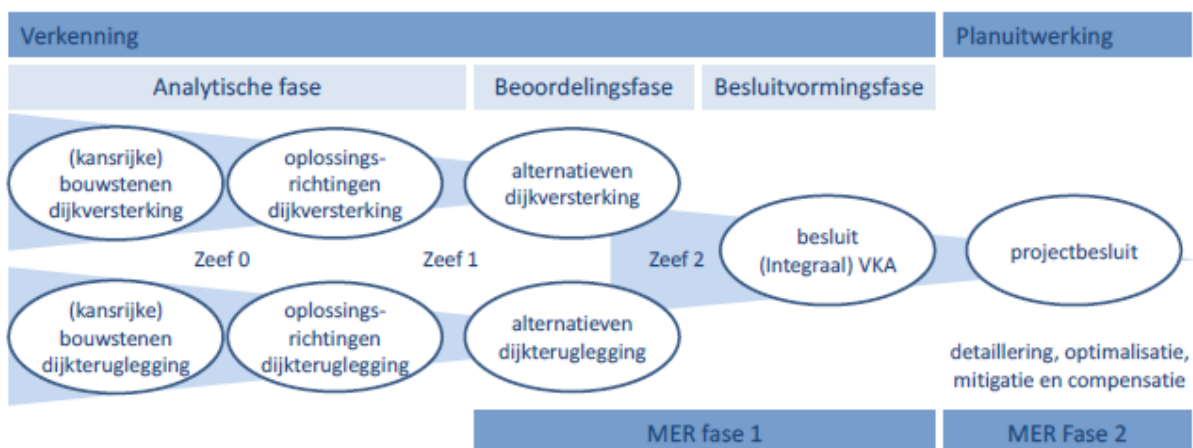 Verkenning
Planuitwerking
Analytische fase
Beoordelingsfase
Besluitvormingsfase
(kansrijke)
bouwstenen
dijkversterking
oplossings-
richtingen
dijkversterking
alternatieven
dijkversterking
Zeef 0
Zeef 1
Zeef 2
besluit
(Integraal) VKA
projectbesluit
(kansrijke)
bouwstenen
dijkteruglegging
oplossings-
richtingen
dijkteruglegging
alternatieven
dijkteruglegging
detaillering, optimalisatie,
mitigatie en compensatie
MER fase 1
MER Fase 2